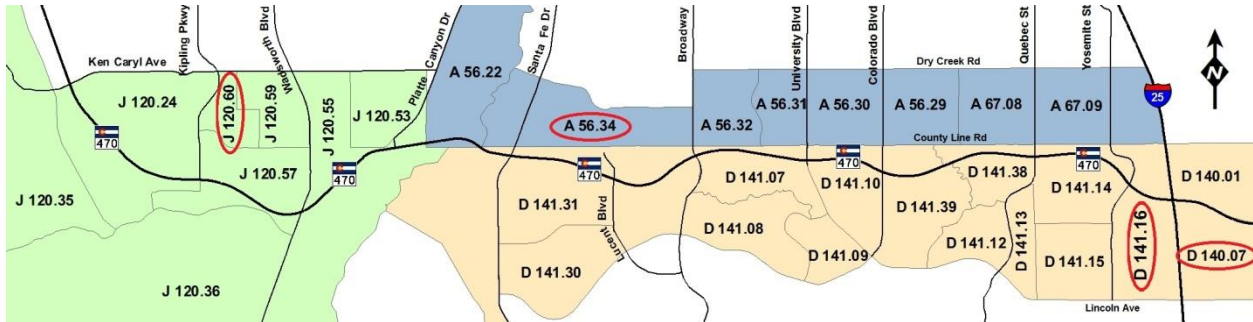 Ken Caryl Ave
Kipling Pkwy
Wadsworth Blvd
Platte Canyon Dr
Santa Fe Dr
Broadway
University Blvd
Colorado Blvd
Quebec St
Yosemite St
Dry Creek Rd
County Line Rd
Lucent Blvd
Lincoln Ave
N
25
470
470
470
470
470
J 120.24
J 120.60
J 120.59
J 120.55
J 120.53
J 120.57
J 120.35
J 120.36
A 56.22
A 56.34
A 56.32
A 56.31
A 56.30
A 56.29
A 67.08
A 67.09
D 141.31
D 141.30
D 141.07
D 141.08
D 141.10
D 141.09
D 141.39
D 141.38
D 141.12
D 141.13
D 141.14
D 141.15
D 141.16
D 140.01
D 140.07